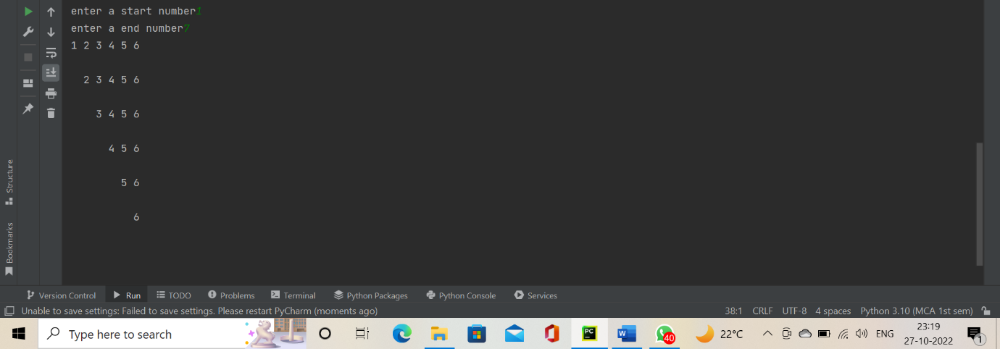 enter a start number1
enter a end number7
1 2 3 4 5 6
2 3 4 5 6
3 4 5 6
4 5 6
5 6
6
Structure
Bookmarks
Version Control Run TODO Problems Terminal Python Packages Python Console Services
Unable to save settings: Failed to save settings. Please restart PyCharm (moments ago) 38:1 CRLF UTF-8 4 spaces Python 3.10 (MCA 1st sem)
Type here to search PC W 40 22°C ENG 23:19
27-10-2022 1